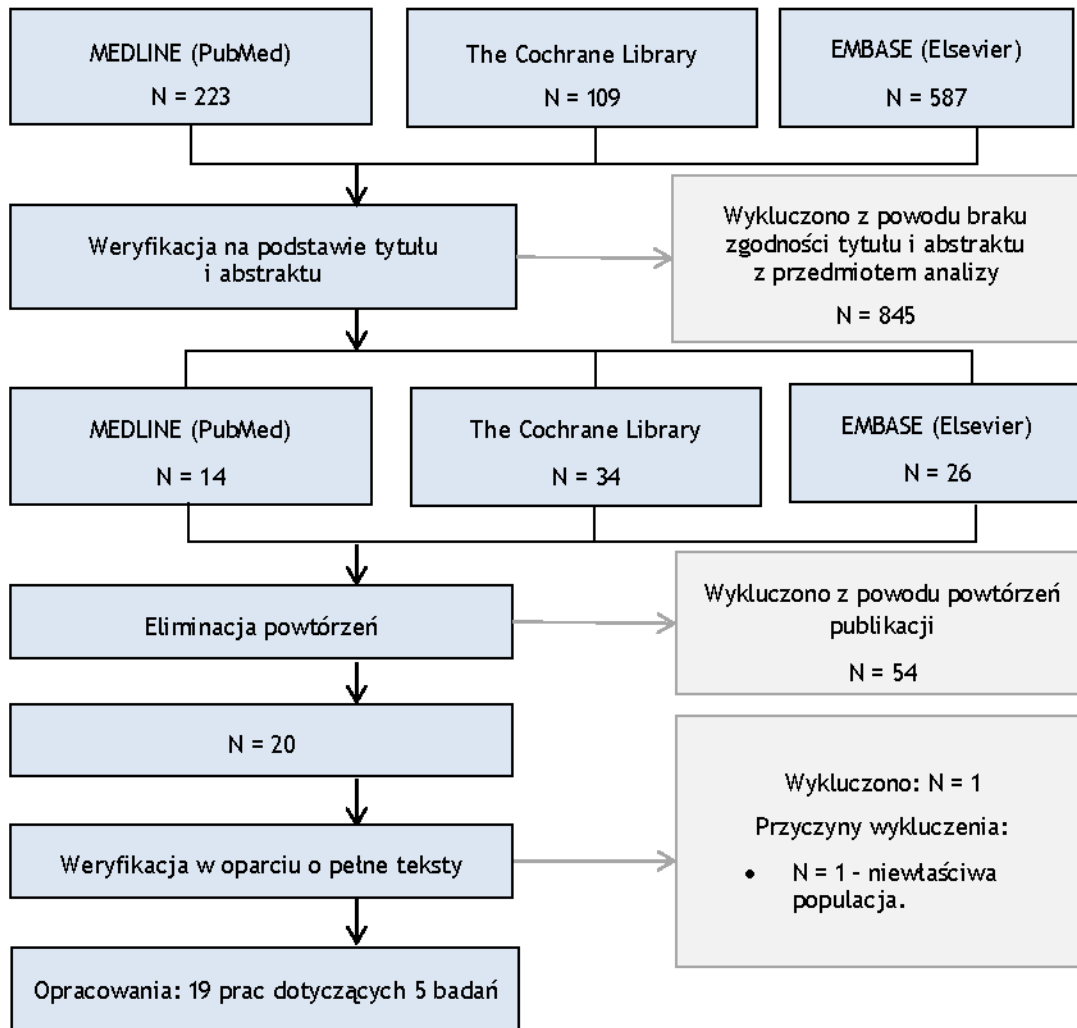 MEDLINE (PubMed)
N = 223
The Cochrane Library
N = 109
EMBASE (Elsevier)
N = 587
Weryfikacja na podstawie tytułu
i abstraktu
Wykluczono z powodu braku
zgodności tytułu i abstraktu
z przedmiotem analizy
N = 845
MEDLINE (PubMed)
N = 14
The Cochrane Library
N = 34
EMBASE (Elsevier)
N = 26
Eliminacja powtórzeń
Wykluczono z powodu powtórzeń
publikacji
N = 54
N = 20
Weryfikacja w oparciu o pełne teksty
Wykluczono: N = 1
Przyczyny wykluczenia:
• N = 1 - niewłaściwa
populacja.
Opracowania: 19 prac dotyczących 5 badań